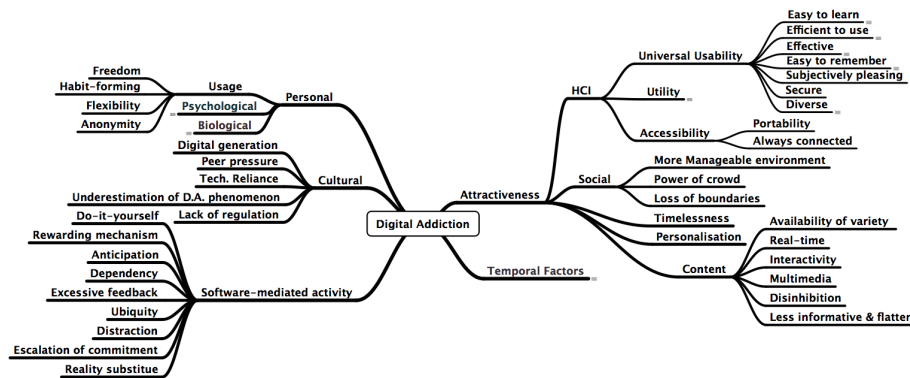 Digital Addiction
Personal
Usage
Freedom
Habit-forming
Flexibility
Anonymity
Psychological
Biological
Cultural
Digital generation
Peer pressure
Tech. Reliance
Underestimation of D.A. phenomenon
Lack of regulation
Software-mediated activity
Do-it-yourself
Rewarding mechanism
Anticipation
Dependency
Excessive feedback
Ubiquity
Distraction
Escalation of commitment
Reality substitue
Attractiveness
HCI
Universal Usability
Easy to learn
Efficient to use
Effective
Easy to remember
Subjectively pleasing
Secure
Diverse
Utility
Accessibility
Portability
Always connected
Social
More Manageable environment
Power of crowd
Loss of boundaries
Timelessness
Personalisation
Content
Availability of variety
Real-time
Interactivity
Multimedia
Disinhibition
Less informative & flatter
Temporal Factors